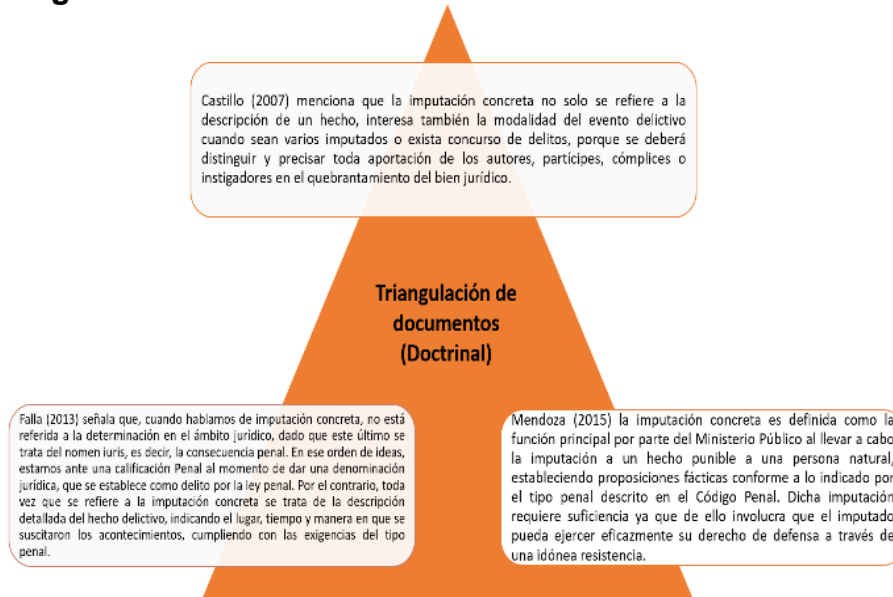 Castillo (2007) menciona que la imputación concreta no solo se refiere a la
descripción de un hecho, interesa también la modalidad del evento delictivo
cuando sean varios imputados o exista concurso de delitos, porque se deberá
distinguir y precisar toda aportación de los autores, partícipes, cómplices o
instigadores en el quebrantamiento del bien jurídico.
Triangulación de
documentos
(Doctrinal)
Falla (2013) señala que, cuando hablamos de imputación concreta, no está
referida a la determinación en el ámbito jurídico, dado que este último se
trata del nomen iuris, es decir, la consecuencia penal. En ese orden de ideas,
estamos ante una calificación Penal al momento de dar una denominación
jurídica, que se establece como delito por la ley penal. Por el contrario, toda
vez que se refiere a la imputación concreta se trata de la descripción
detallada del hecho delictivo, indicando el lugar, tiempo y manera en que se
suscitaron los acontecimientos, cumpliendo con las exigencias del tipo
penal.
Mendoza (2015) la imputación concreta es definida como la
función principal por parte del Ministerio Público al llevar a cabo
la imputación a un hecho punible a una persona natural,
estableciendo proposiciones fácticas conforme a lo indicado por
el tipo penal descrito en el Código Penal. Dicha imputación
requiere suficiencia ya que de ello involucra que el imputado
pueda ejercer eficazmente su derecho de defensa a través de
una idónea resistencia.